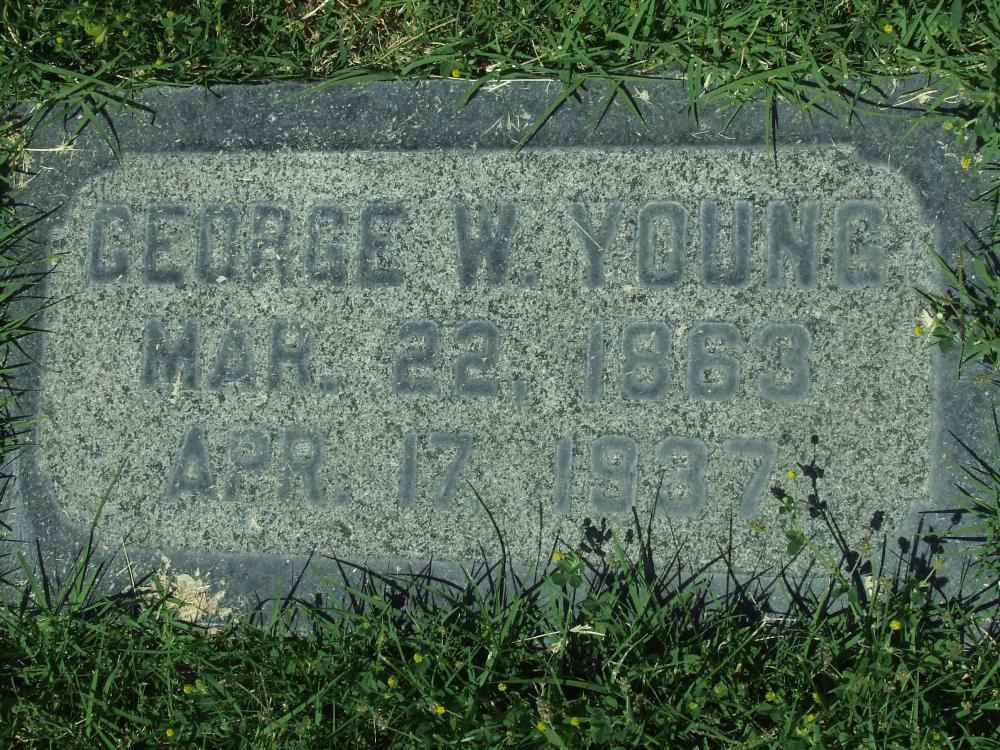 GEORGE W. YOUNG
MAR. 22, 1863
APR. 17 1937